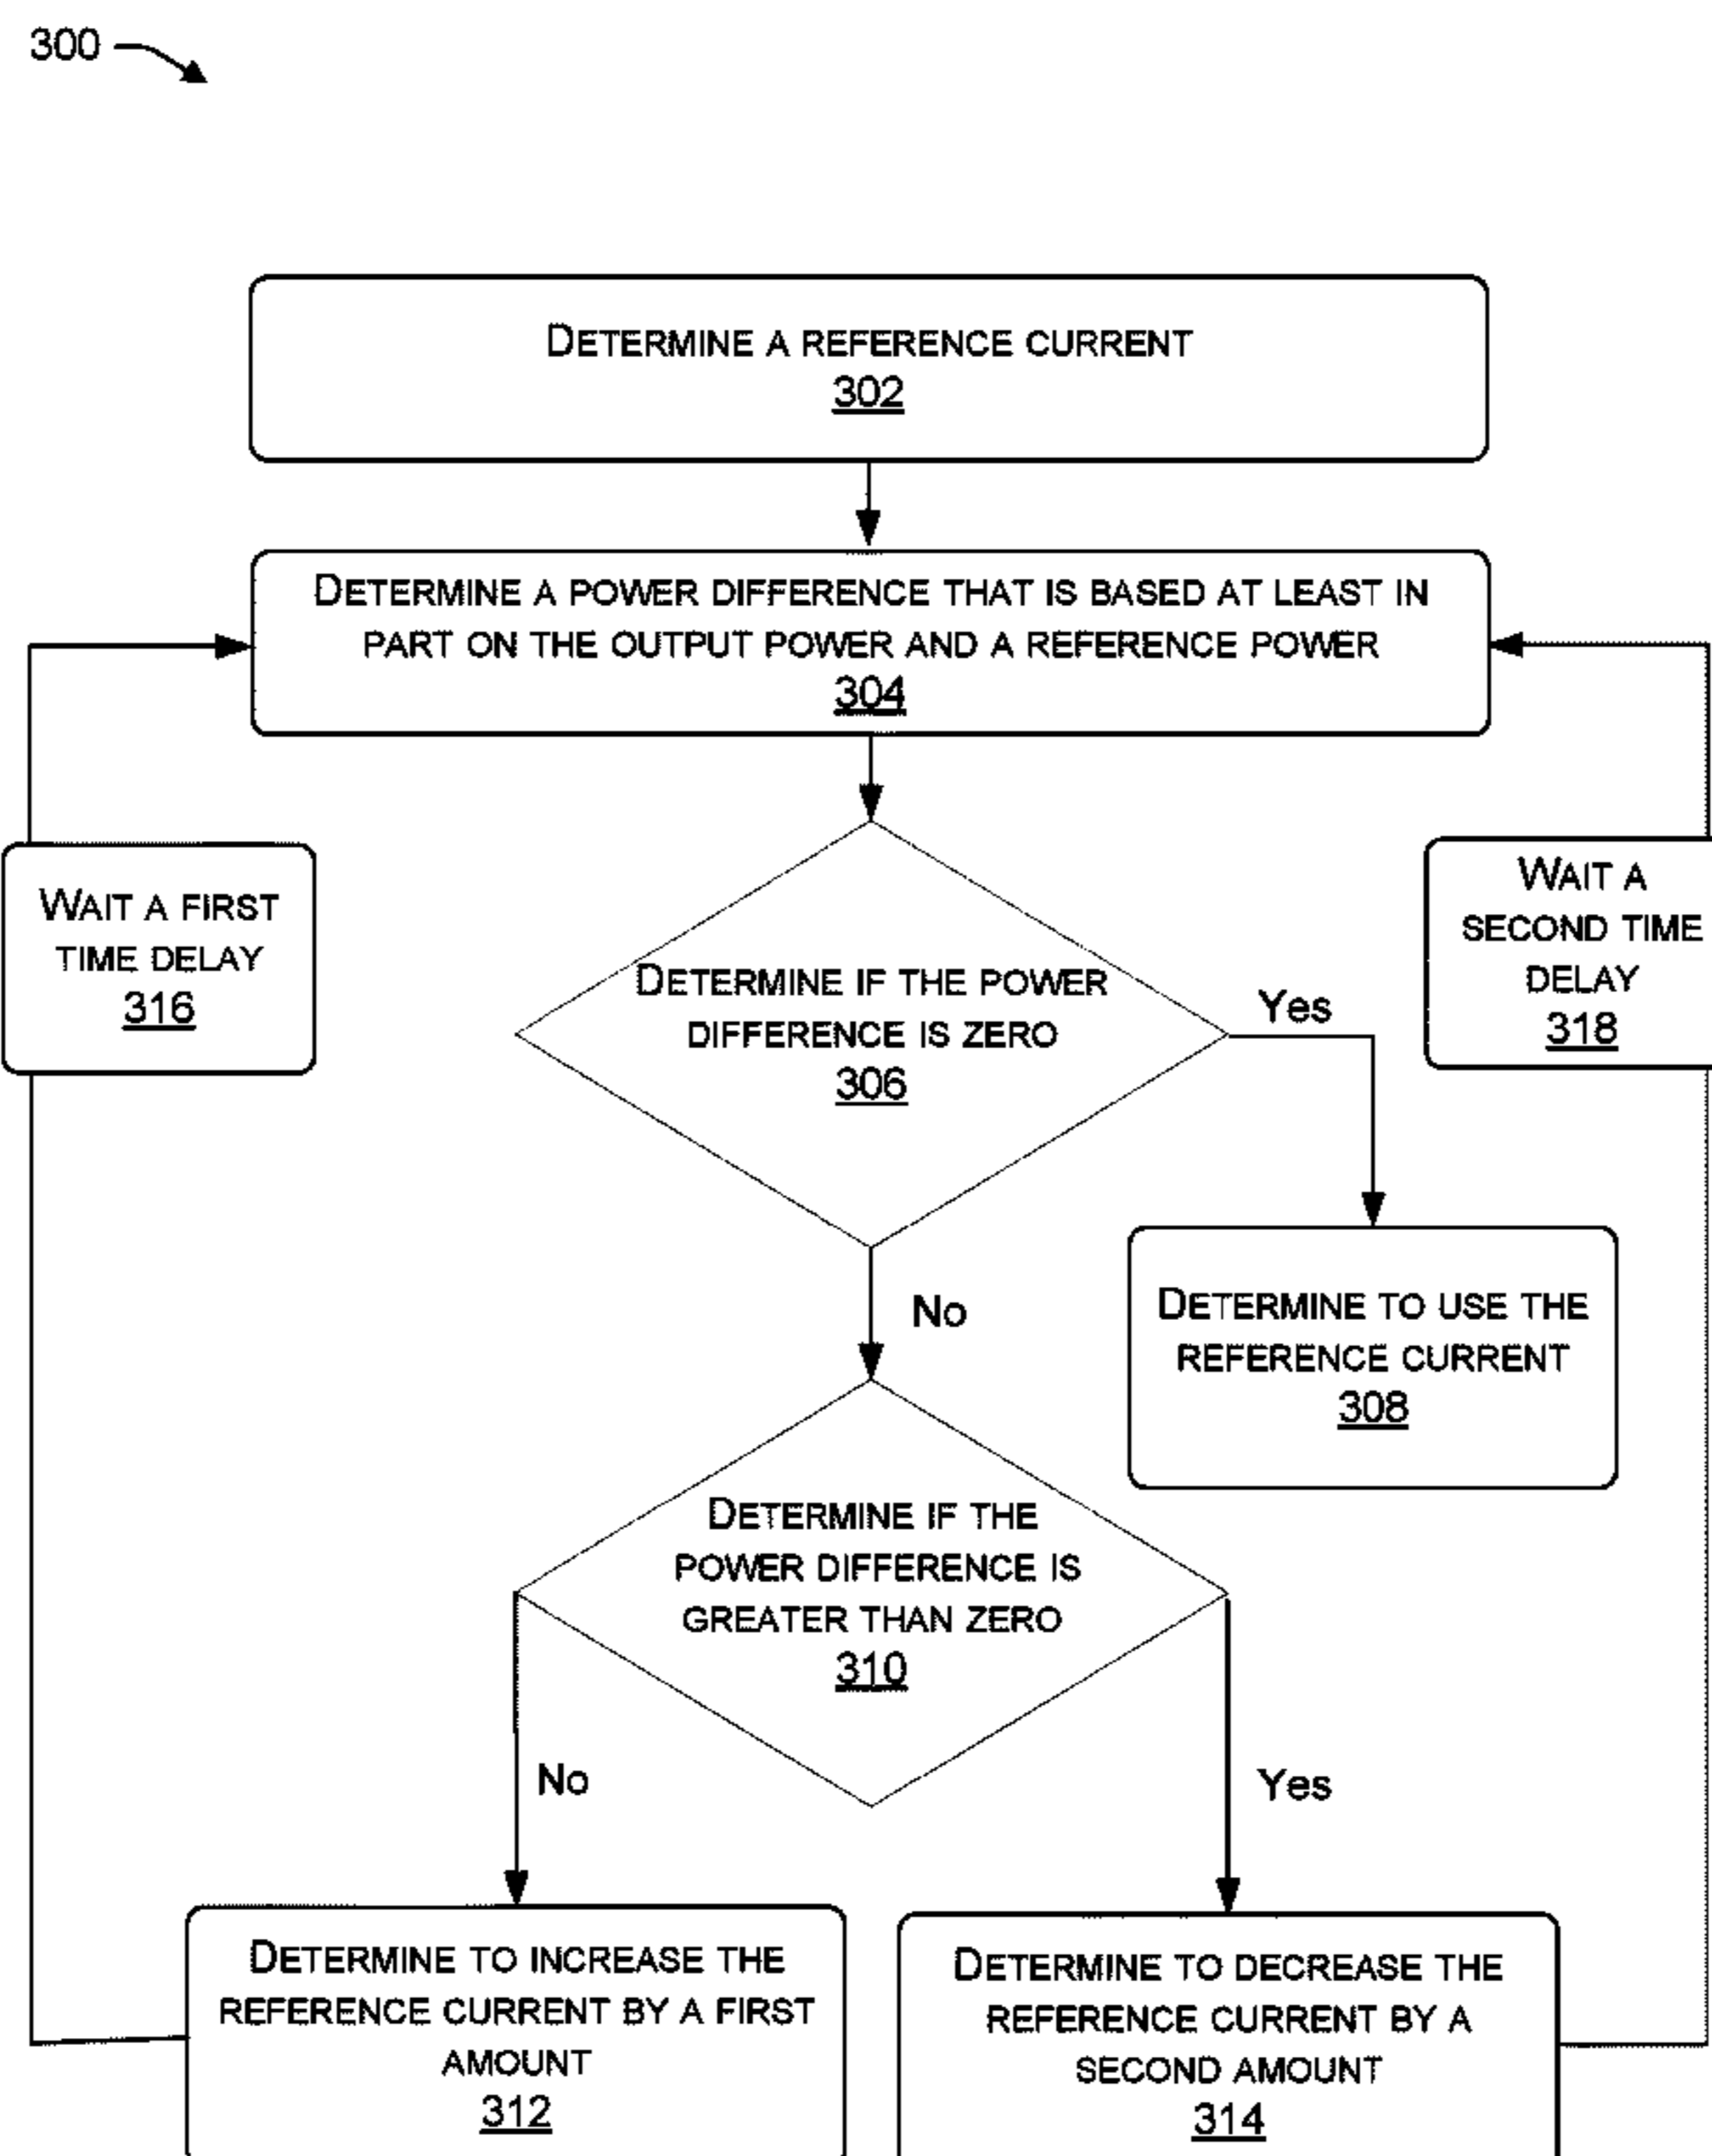 300
DETERMINE A REFERENCE CURRENT
302
DETERMINE A POWER DIFFERENCE THAT IS BASED AT LEAST IN
PART ON THE OUTPUT POWER AND A REFERENCE POWER
304
WAIT A FIRST
TIME DELAY
316
DETERMINE IF THE POWER
DIFFERENCE IS ZERO
306
Yes
WAIT A
SECOND TIME
DELAY
318
No
DETERMINE TO USE THE
REFERENCE CURRENT
308
DETERMINE IF THE
POWER DIFFERENCE IS
GREATER THAN ZERO
310
No
Yes
DETERMINE TO INCREASE THE
REFERENCE CURRENT BY A FIRST
AMOUNT
312
DETERMINE TO DECREASE THE
REFERENCE CURRENT BY A
SECOND AMOUNT
314